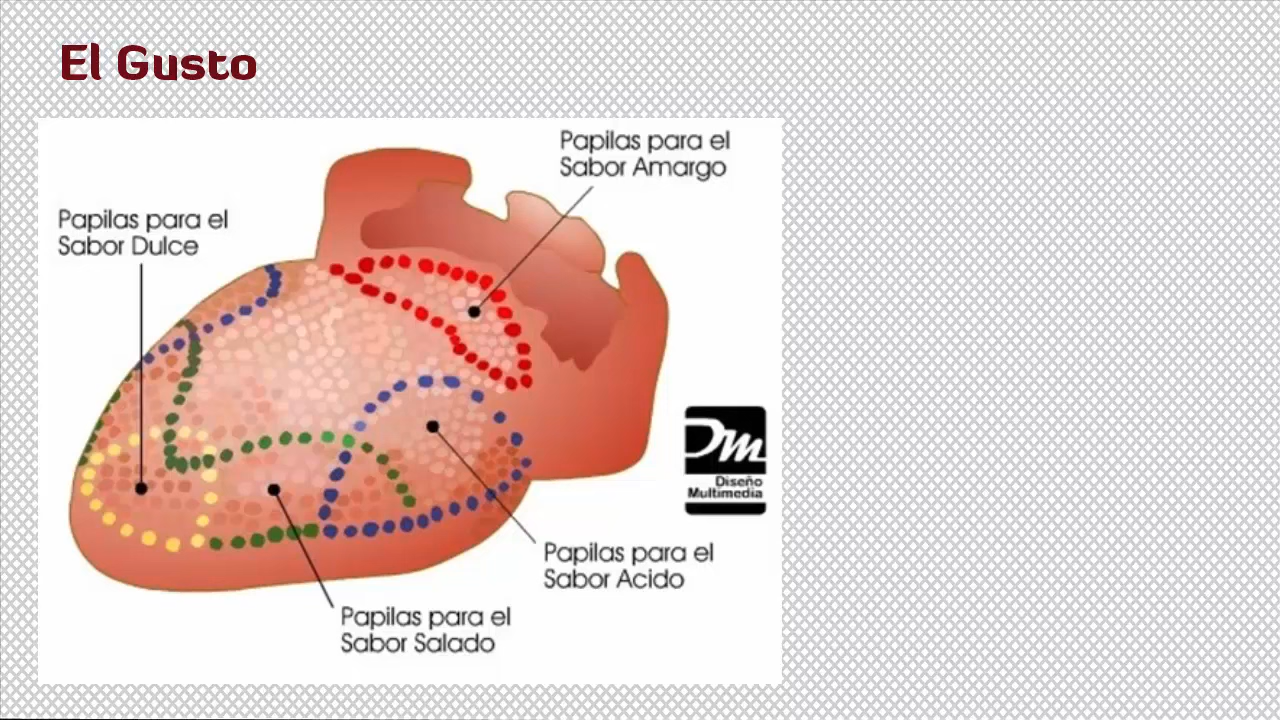 El Gusto
Papilas para el
Sabor Amargo
Papilas para el
Sabor Dulce
Dm
Diseño
Multimedia
Papilas para el
Sabor Acido
Papilas para el
Sabor Salado